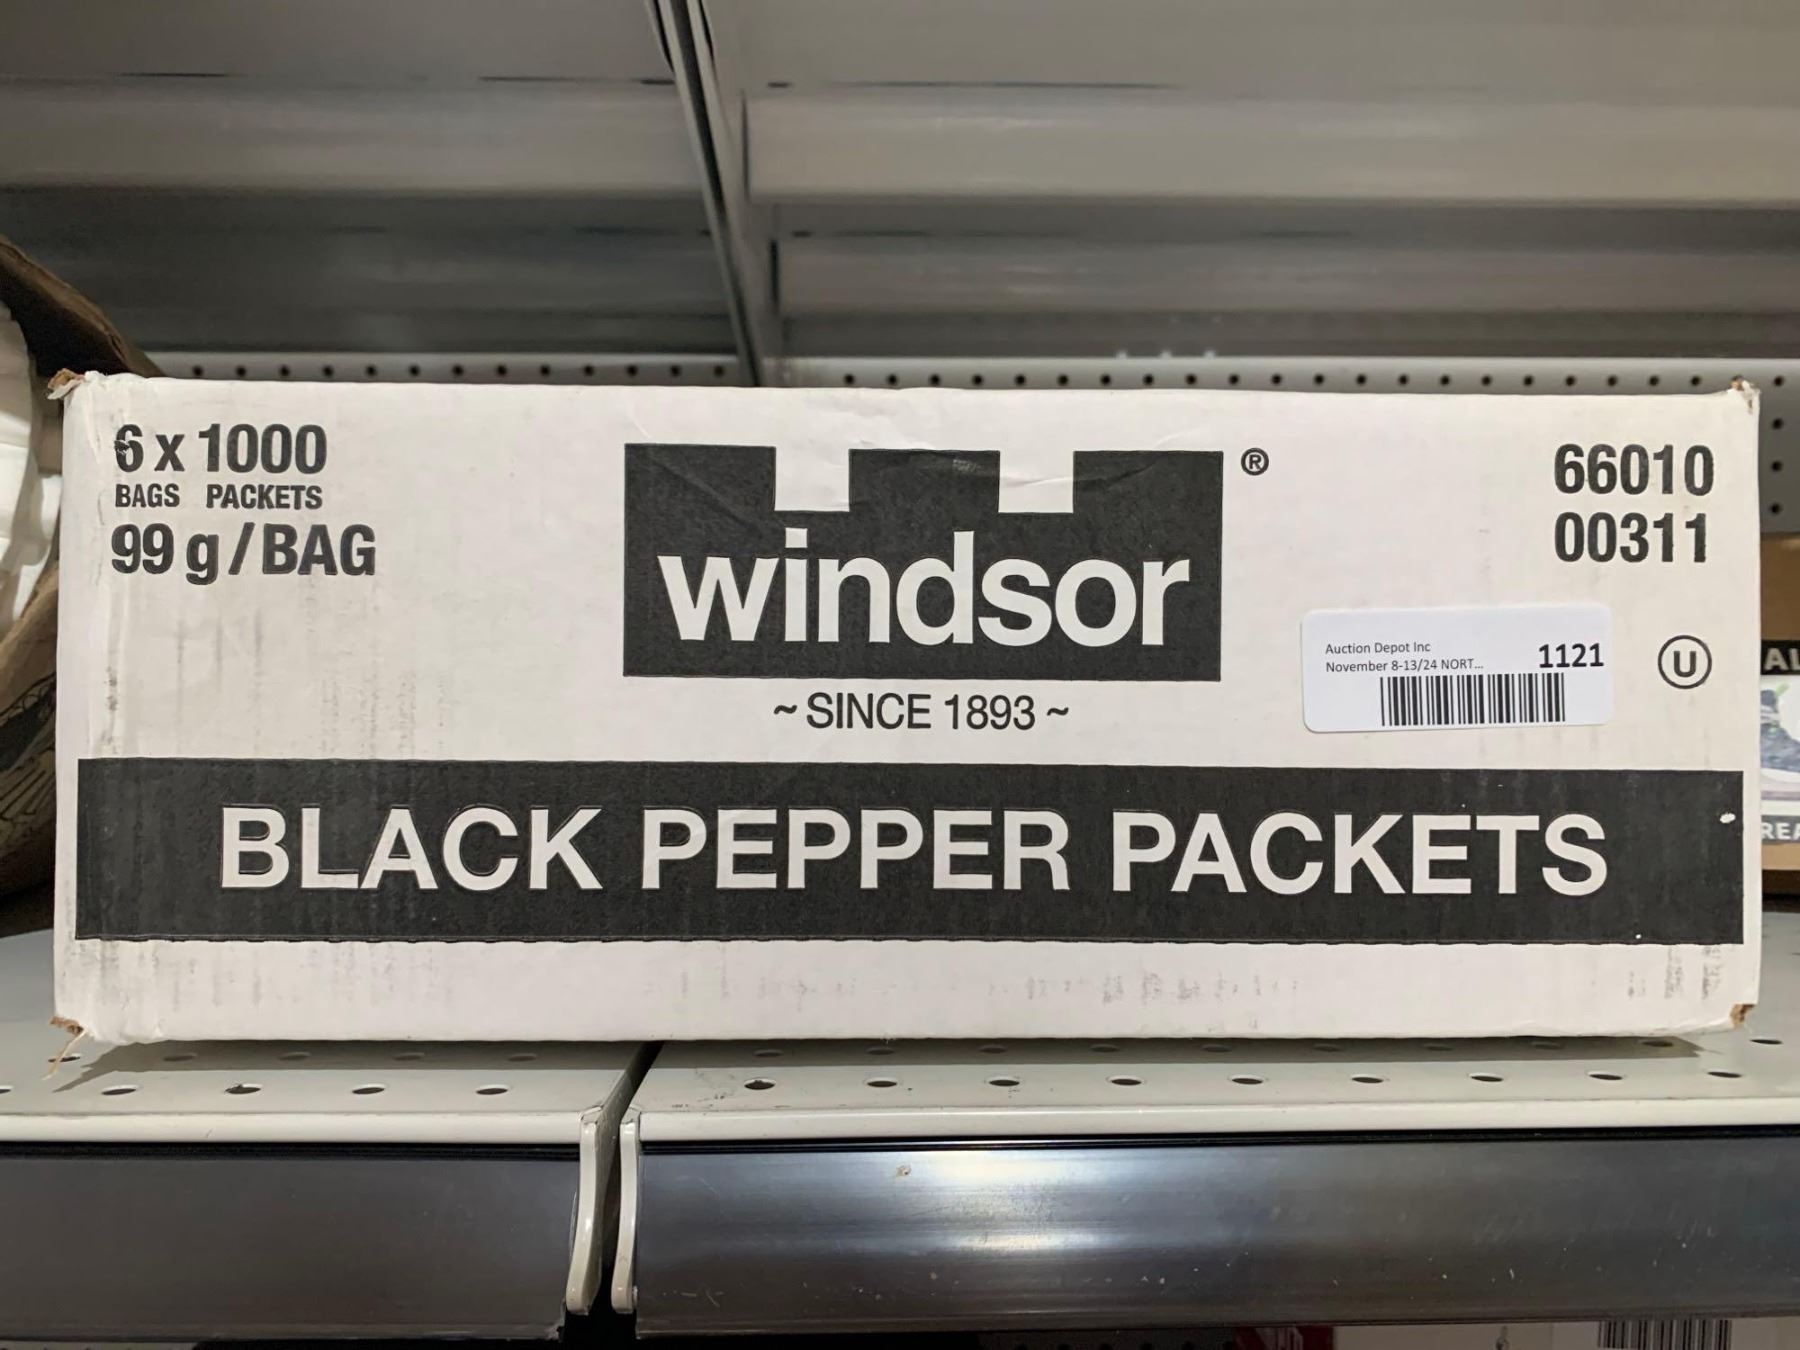 6 x 1000
BAGS PACKETS
99 g/BAG
windsor®
~ SINCE 1893 ~
66010
00311
Auction Depot Inc
November 8-13/24 NORT...
1121
U
BLACK PEPPER PACKETS